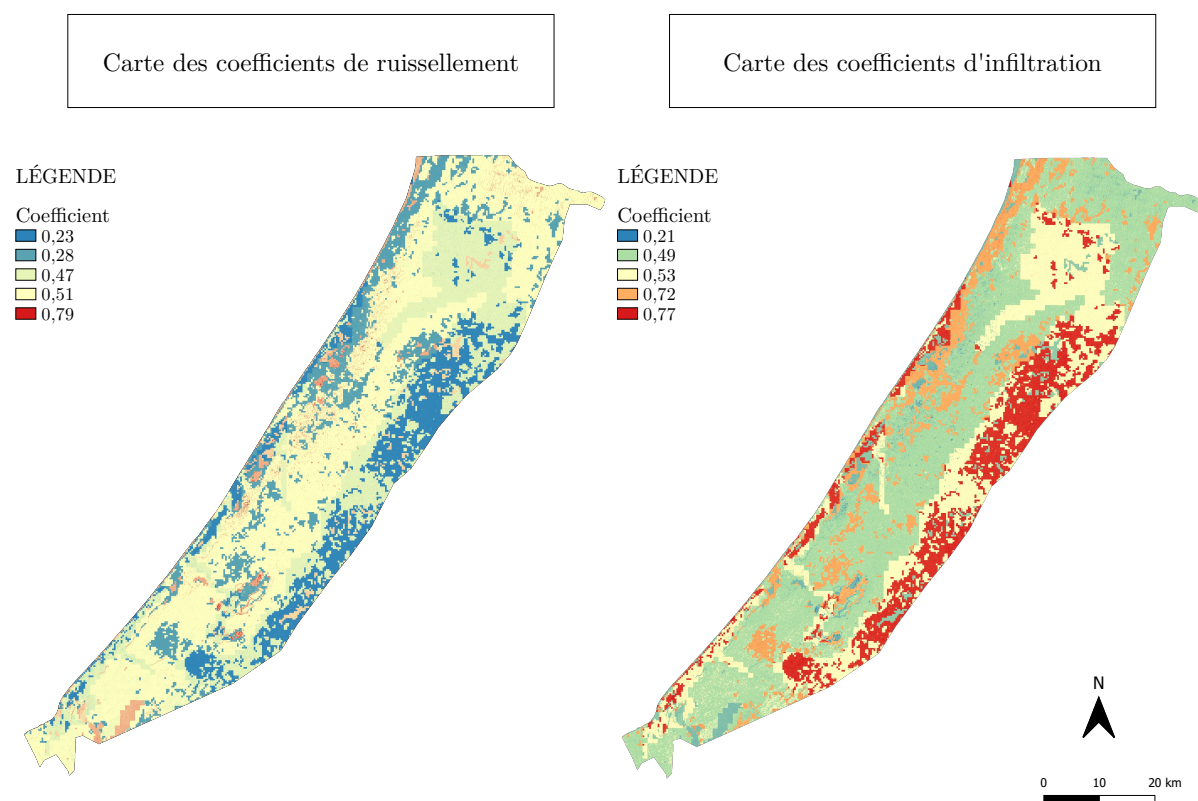 Carte des coefficients de ruissellement
Carte des coefficients d'infiltration
LÉGENDE
Coefficient
0,23
0,28
0,47
0,51
0,79
LÉGENDE
Coefficient
0,21
0,49
0,53
0,72
0,77
N
0 10 20 km